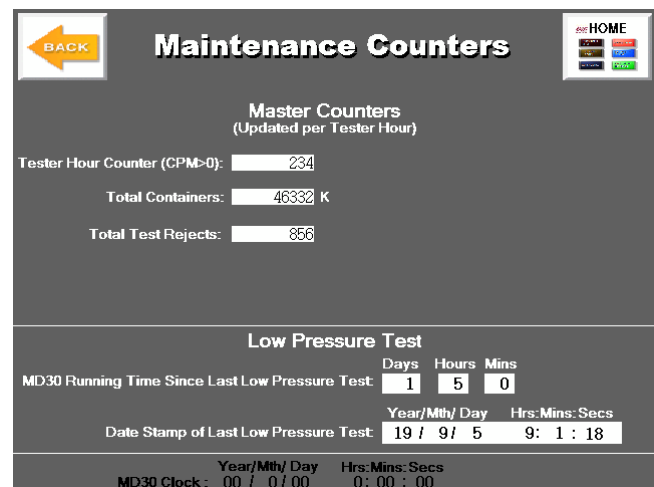 BACK
Maintenance Counters
HOME
Master Counters
(Updated per Tester Hour)
Tester Hour Counter (CPM>0): 234
Total Containers: 46332 K
Total Test Rejects: 856
Low Pressure Test
Days Hours Mins
MD30 Running Time Since Last Low Pressure Test: 1 5 0
Year/Mth/ Day Hrs:Mins:Secs
Date Stamp of Last Low Pressure Test: 19 / 9/ 5 9: 1 : 18
Year/Mth/ Day Hrs:Mins:Secs
MD30 Clock : 00 / 0 / 00 0: 00 : 00